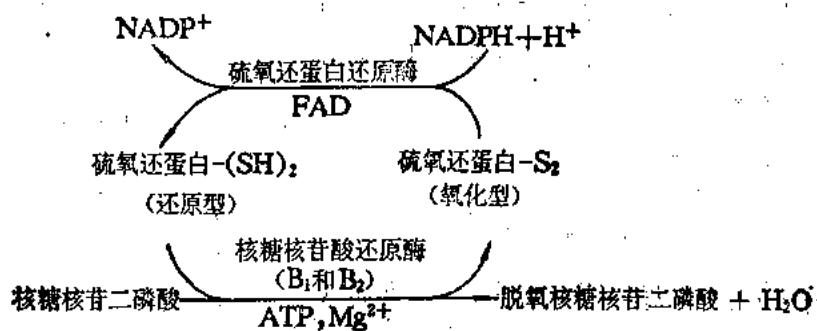 NADP⁺ NADPH+H⁺
硫氧还蛋白还原酶
FAD
硫氧还蛋白-(SH)₂ 硫氧还蛋白-S₂
(还原型) (氧化型)
核糖核苷酸还原酶
(B₁和B₂)
核糖核苷二磷酸 脱氧核糖核苷二磷酸 + H₂O
ATP,Mg²⁺